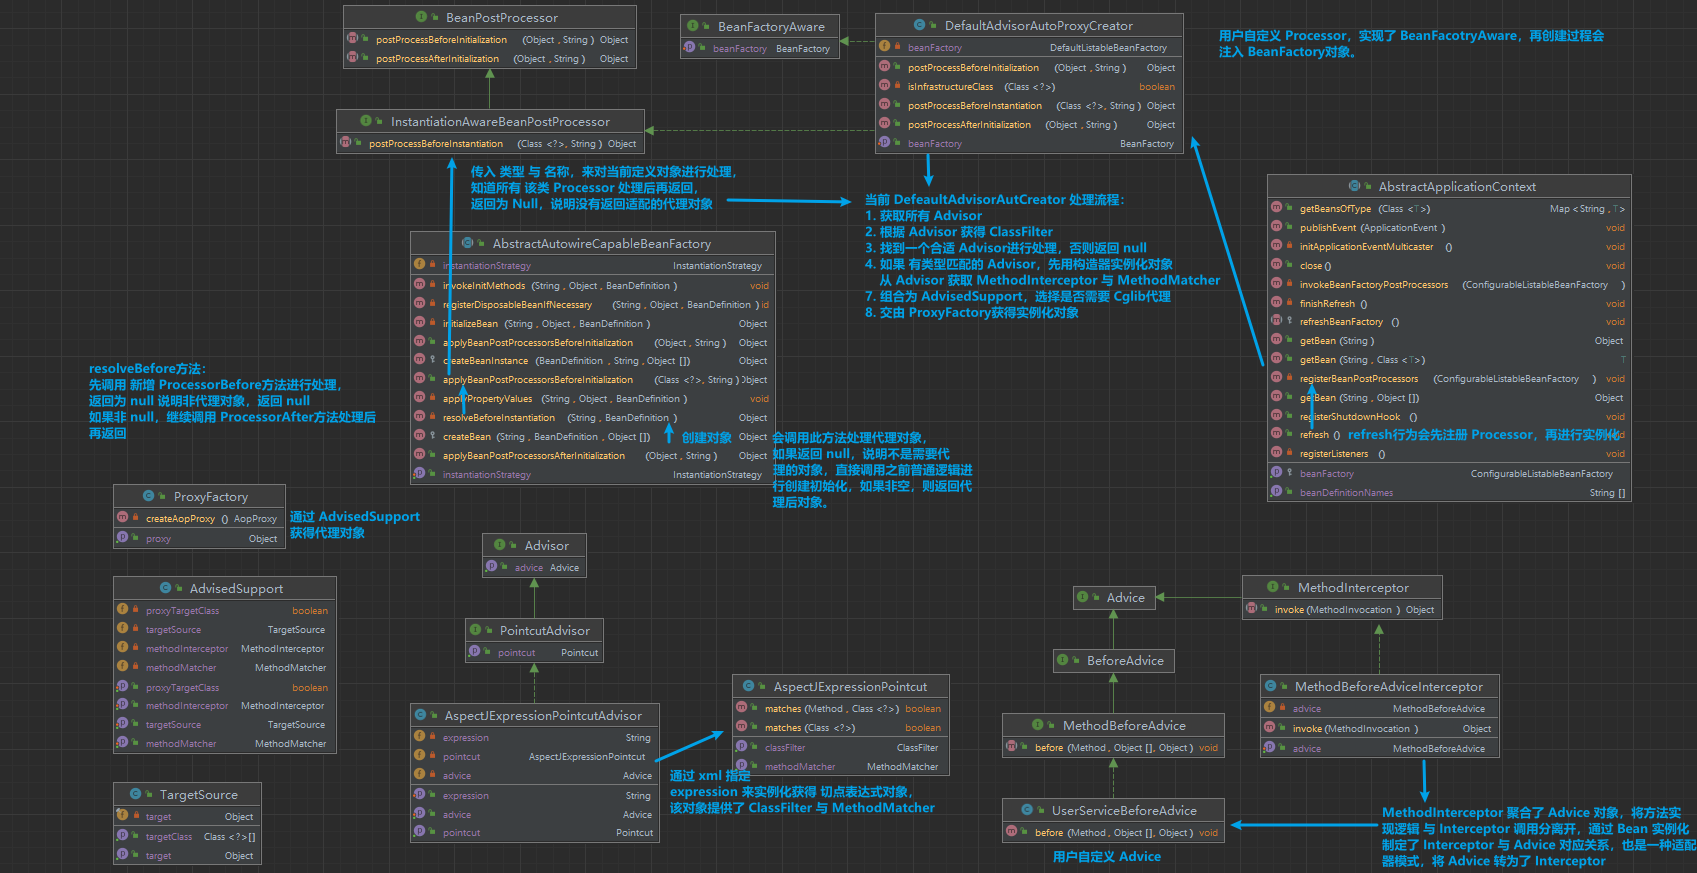 BeanPostProcessor
postProcessBeforeInitialization (Object, String) Object
postProcessAfterInitialization (Object, String) Object
BeanFactoryAware
beanFactory BeanFactory
DefaultAdvisorAutoProxyCreator
beanFactory DefaultListableBeanFactory
postProcessBeforeInitialization (Object, String) Object
isInfrastructureClass (Class <?>) boolean
postProcessBeforeInstantiation (Class <?>, String) Object
postProcessAfterInitialization (Object, String) Object
beanFactory BeanFactory
用户自定义 Processor，实现了 BeanFacotryAware，再创建过程会
注入 BeanFactory对象。
InstantiationAwareBeanPostProcessor
postProcessBeforeInstantiation (Class <?>, String) Object
传入 类型 与 名称，来对当前定义对象进行处理，
知道所有 该类 Processor 处理后再返回，
返回为 Null，说明没有返回适配的代理对象
当前 DefeaultAdvisorAutCreator 处理流程：
1. 获取所有 Advisor
2. 根据 Advisor 获得 ClassFilter
3. 找到一个合适 Advisor进行处理，否则返回 null
4. 如果 有类型匹配的 Advisor，先用构造器实例化对象
从 Advisor 获取 MethodInterceptor 与 MethodMatcher
7. 组合为 AdvisedSupport，选择是否需要 Cglib代理
8. 交由 ProxyFactory获得实例化对象
AbstractApplicationContext
getBeansOfType (Class <T>) Map <String, T>
publishEvent (ApplicationEvent) void
initApplicationEventMulticaster () void
close () void
invokeBeanFactoryPostProcessors (ConfigurableListableBeanFactory) void
finishRefresh () void
refreshBeanFactory () void
getBean (String) Object
getBean (String, Class <T>) T
registerBeanPostProcessors (ConfigurableListableBeanFactory) void
getBean (String, Object []) Object
registerShutdownHook () void
refresh () refresh行为会先注册 Processor，再进行实例化
registerListeners () void
beanFactory ConfigurableListableBeanFactory
beanDefinitionNames String []
AbstractAutowireCapableBeanFactory
instantiationStrategy InstantiationStrategy
invokeInitMethods (String, Object, BeanDefinition) void
registerDisposableBeanIfNecessary (String, Object, BeanDefinition) id
initializeBean (String, Object, BeanDefinition) Object
applyBeanPostProcessorsBeforeInitialization (Object, String) Object
createBeanInstance (BeanDefinition, String, Object []) Object
applyBeanPostProcessorsBeforeInitialization (Class <?>, String) Object
applyPropertyValues (String, Object, BeanDefinition) void
resolveBeforeInstantiation (String, BeanDefinition) Object
createBean (String, BeanDefinition, Object []) Object
applyBeanPostProcessorsAfterInitialization (Object, String) Object
instantiationStrategy InstantiationStrategy
创建对象
会调用此方法处理代理对象，
如果返回 null，说明不是需要代
理的对象，直接调用之前普通逻辑进
行创建初始化，如果非空，则返回代
理后对象。
resolveBefore方法：
先调用 新增 ProcessorBefore方法进行处理，
返回为 null 说明非代理对象，返回 null
如果非 null，继续调用 ProcessorAfter方法处理后
再返回
ProxyFactory
createAopProxy () AopProxy
proxy Object
通过 AdvisedSupport
获得代理对象
AdvisedSupport
proxyTargetClass boolean
targetSource TargetSource
methodInterceptor MethodInterceptor
methodMatcher MethodMatcher
proxyTargetClass boolean
methodInterceptor MethodInterceptor
targetSource TargetSource
methodMatcher MethodMatcher
TargetSource
target Object
targetClass Class <?>[]
target Object
Advisor
advice Advice
PointcutAdvisor
pointcut Pointcut
AspectJExpressionPointcutAdvisor
expression String
pointcut AspectJExpressionPointcut
advice Advice
expression String
advice Advice
pointcut Pointcut
AspectJExpressionPointcut
matches (Method, Class <?>) boolean
matches (Class <?>) boolean
classFilter ClassFilter
methodMatcher MethodMatcher
通过 xml 指定
expression 来实例化获得 切点表达式对象，
该对象提供了 ClassFilter 与 MethodMatcher
Advice
BeforeAdvice
MethodBeforeAdvice
before (Method, Object [], Object) void
UserServiceBeforeAdvice
before (Method, Object [], Object) void
用户自定义 Advice
MethodInterceptor
invoke (MethodInvocation) Object
MethodBeforeAdviceInterceptor
advice MethodBeforeAdvice
invoke (MethodInvocation) Object
advice MethodBeforeAdvice
MethodInterceptor 聚合了 Advice 对象，将方法实
现逻辑 与 Interceptor 调用分离开，通过 Bean 实例化
制定了 Interceptor 与 Advice 对应关系，也是一种适配
器模式，将 Advice 转为了 Interceptor